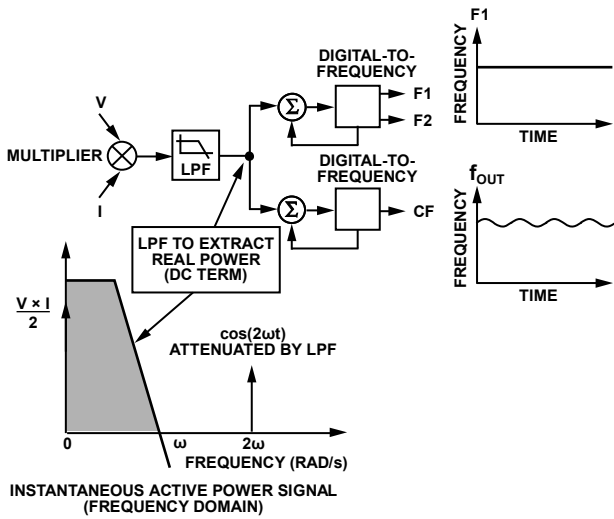 V
MULTIPLIER
I
LPF
DIGITAL-TO-
FREQUENCY
Σ
F1
F2
DIGITAL-TO-
FREQUENCY
Σ
CF
F1
FREQUENCY
TIME
fOUT
FREQUENCY
TIME
LPF TO EXTRACT
REAL POWER
(DC TERM)
V × I
2
cos(2ωt)
ATTENUATED BY LPF
0
ω
2ω
FREQUENCY (RAD/s)
INSTANTANEOUS ACTIVE POWER SIGNAL
(FREQUENCY DOMAIN)